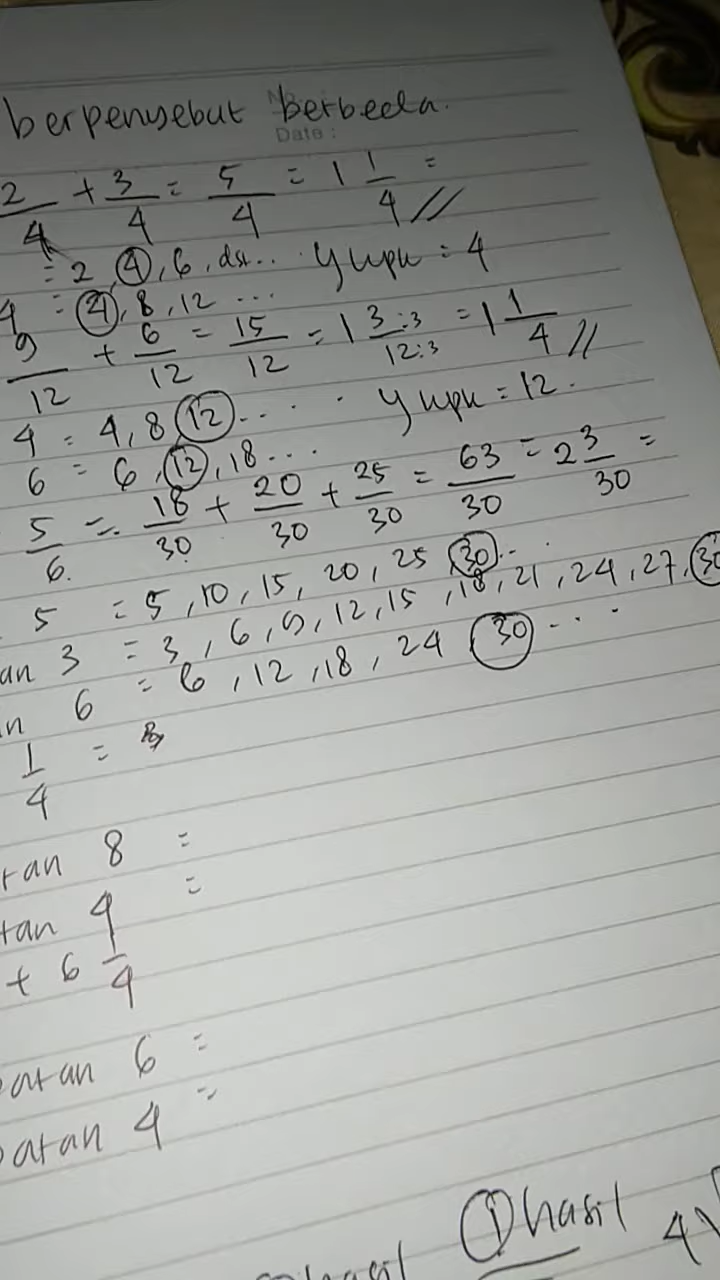 berpenyebut berbeda.
No
Date :
2/4 + 3/4 = 5/4 = 1 1/4 = //
= 2, 4, 6, dst...
4 = 4, 8, 12 ... = 4
9/12 + 6/12 = 15/12 = 1 3:3/12:3 = 1 1/4 //
4 = 4, 8, 12 .... = 12.
6 = 6, 12, 18...
5/6 = 18/30 + 20/30 + 25/30 = 63/30 = 2 3/30 =
5 = 5, 10, 15, 20, 25 30...
an 3 = 3, 6, 9, 12, 15, 18, 21, 24, 27, 30
n 6 = 6, 12, 18, 24 30 ...
1/4 =
tan 8 =
tan 4 =
+ 6 1/4
atan 6 =
atan 4 =
1 hasil 4
hasil